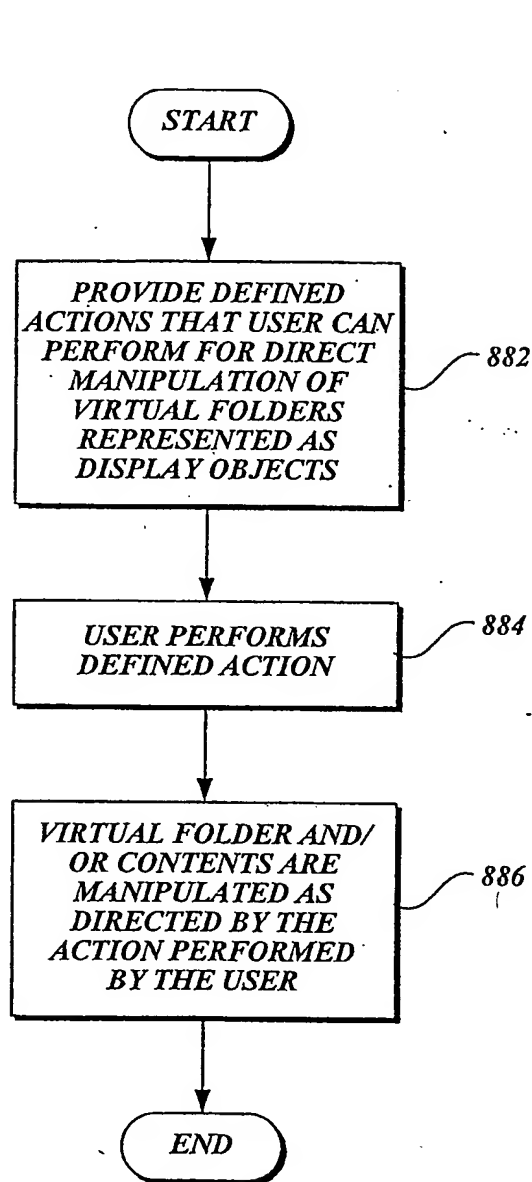 START
PROVIDE DEFINED
ACTIONS THAT USER CAN
PERFORM FOR DIRECT
MANIPULATION OF
VIRTUAL FOLDERS
REPRESENTED AS
DISPLAY OBJECTS
882
USER PERFORMS
DEFINED ACTION
884
VIRTUAL FOLDER AND/
OR CONTENTS ARE
MANIPULATED AS
DIRECTED BY THE
ACTION PERFORMED
BY THE USER
886
END